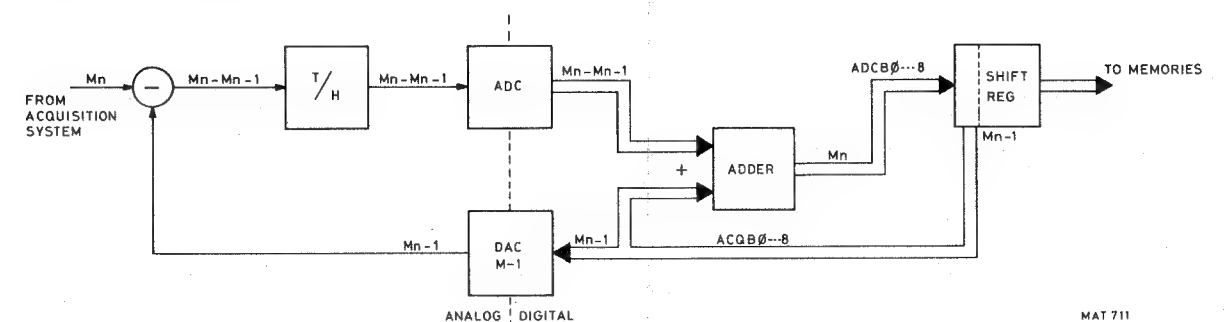 Mn
FROM
ACQUISITION
SYSTEM
−
Mn-Mn-1
T/H
Mn-Mn-1
ADC
Mn-Mn-1
+
ADDER
Mn
ADCBØ---8
SHIFT
REG
TO MEMORIES
Mn-1
ACQBØ---8
Mn-1
DAC
M-1
Mn-1
ANALOG
DIGITAL
MAT 711